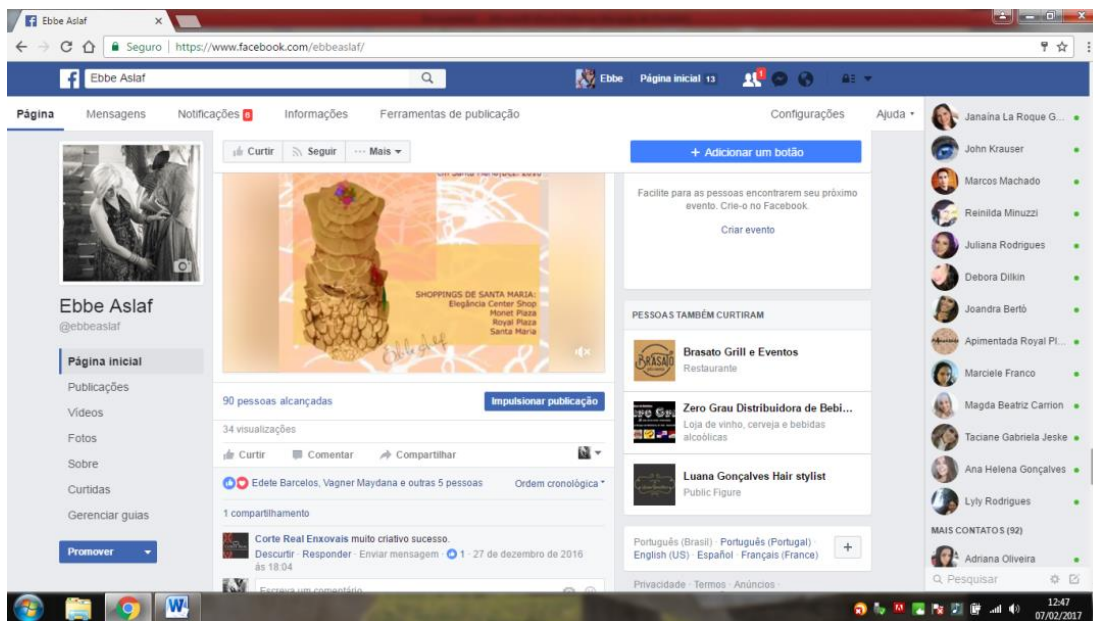 Ebbe Aslaf
Seguro | https://www.facebook.com/ebbeaslaf/
Ebbe Aslaf
Ebbe
Página inicial 13
1
Página
Mensagens
Notificações 6
Informações
Ferramentas de publicação
Configurações
Ajuda
Ebbe Aslaf
@ebbeaslaf
Página inicial
Publicações
Vídeos
Fotos
Sobre
Curtidas
Gerenciar guias
Promover
Curtir
Seguir
··· Mais
+ Adicionar um botão
SHOPPINGS DE SANTA MARIA:
Elegância Center Shop
Monet Plaza
Royal Plaza
Santa Maria
Ebbe Aslaf
90 pessoas alcançadas
Impulsionar publicação
34 visualizações
Curtir
Comentar
Compartilhar
Edete Barcelos, Vagner Maydana e outras 5 pessoas
Ordem cronológica
1 compartilhamento
Corte Real Enxovais muito criativo sucesso.
Descurtir · Responder · Enviar mensagem · 1 · 27 de dezembro de 2016
às 18:04
Escreva um comentário
Facilite para as pessoas encontrarem seu próximo
evento. Crie-o no Facebook.
Criar evento
PESSOAS TAMBÉM CURTIRAM
BRASATO
Brasato Grill e Eventos
Restaurante
Zero Grau Distribuidora de Bebi...
Loja de vinho, cerveja e bebidas
alcoólicas
Luana Gonçalves Hair stylist
Public Figure
Português (Brasil) · Português (Portugal) ·
English (US) · Español · Français (France)
+
Privacidade · Termos · Anúncios ·
Janaína La Roque G...
John Krauser
Marcos Machado
Reinilda Minuzzi
Juliana Rodrigues
Debora Dilkin
Joandra Bertò
Apimentada Royal Pl...
Marciele Franco
Magda Beatriz Carrion
Taciane Gabriela Jeske
Ana Helena Gonçalves
Lyly Rodrigues
MAIS CONTATOS (92)
Adriana Oliveira
Pesquisar
12:47
07/02/2017